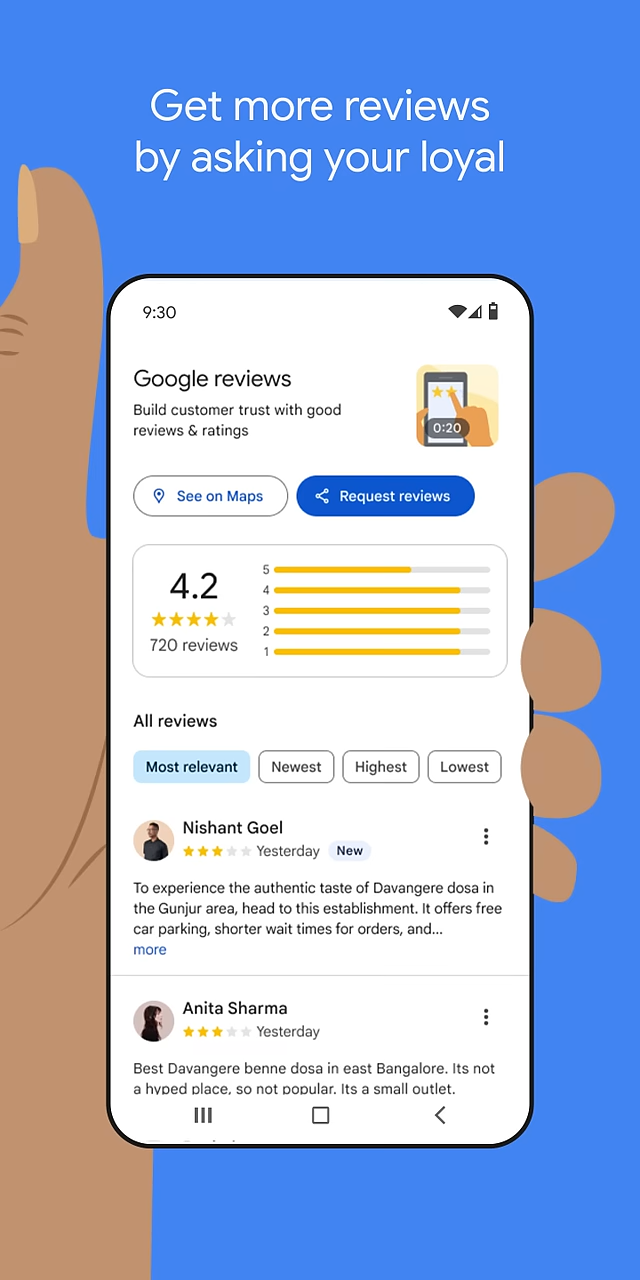 Get more reviews
by asking your loyal
9:30
Google reviews
Build customer trust with good
reviews & ratings
0:20
See on Maps
Request reviews
4.2
720 reviews
5
4
3
2
1
All reviews
Most relevant
Newest
Highest
Lowest
Nishant Goel
Yesterday
New
To experience the authentic taste of Davangere dosa in
the Gunjur area, head to this establishment. It offers free
car parking, shorter wait times for orders, and...
more
Anita Sharma
Yesterday
Best Davangere benne dosa in east Bangalore. Its not
a hyped place, so not popular. Its a small outlet.